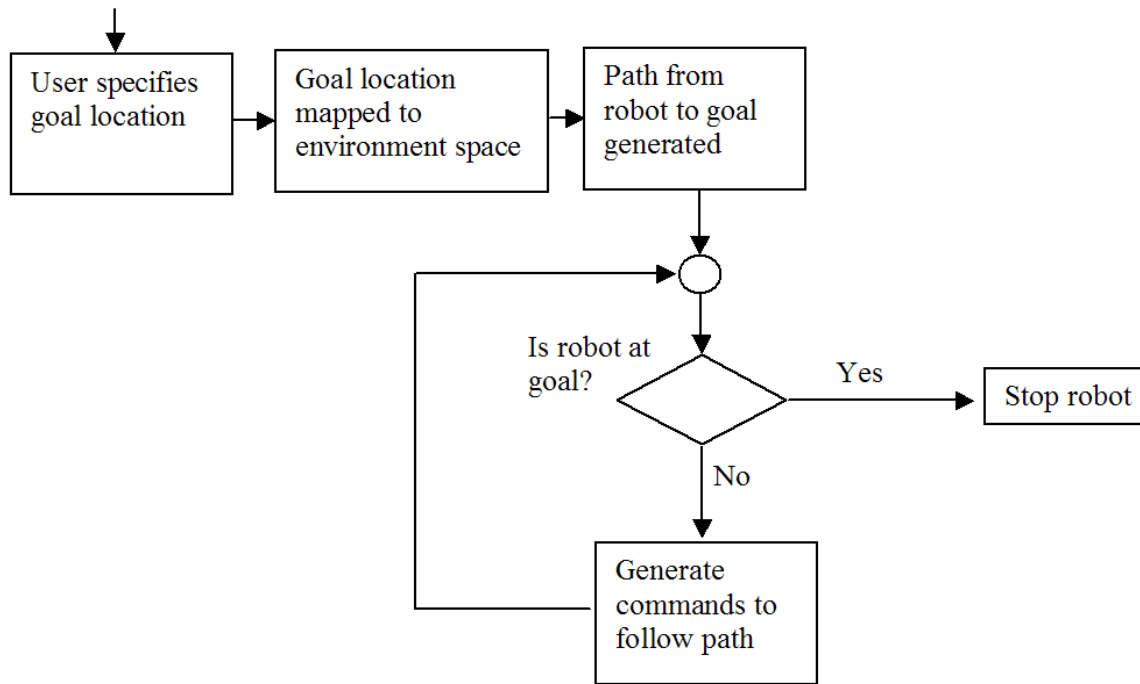 User specifies
goal location
Goal location
mapped to
environment space
Path from
robot to goal
generated
Is robot at
goal?
Yes
Stop robot
No
Generate
commands to
follow path